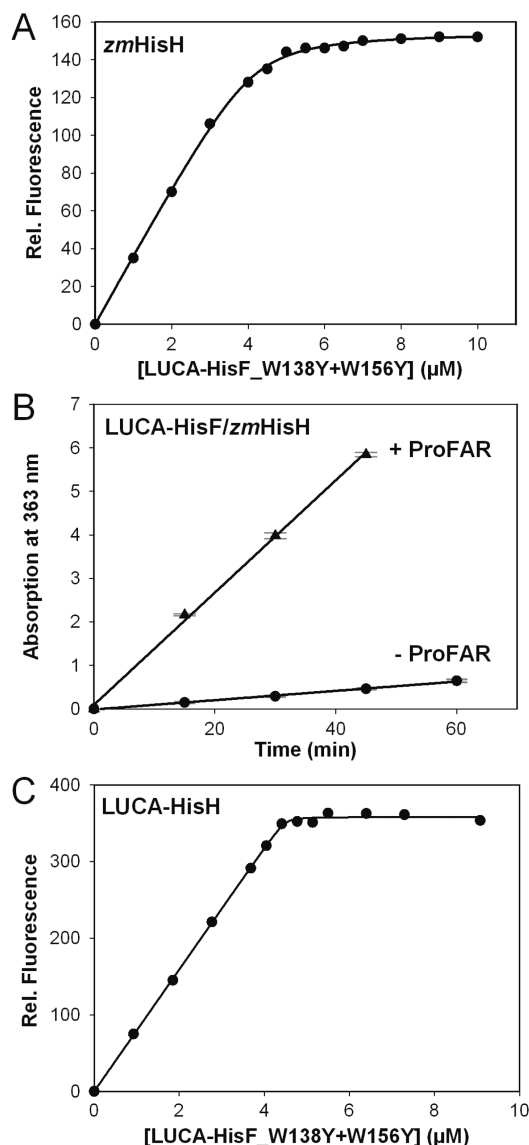 A
zmHisH
160
140
120
100
80
60
40
20
0
Rel. Fluorescence
0 2 4 6 8 10
[LUCA-HisF_W138Y+W156Y] (µM)
B
LUCA-HisF/zmHisH
7
6
5
4
3
2
1
0
Absorption at 363 nm
+ ProFAR
- ProFAR
0 20 40 60
Time (min)
C
LUCA-HisH
400
300
200
100
0
Rel. Fluorescence
0 2 4 6 8 10
[LUCA-HisF_W138Y+W156Y] (µM)